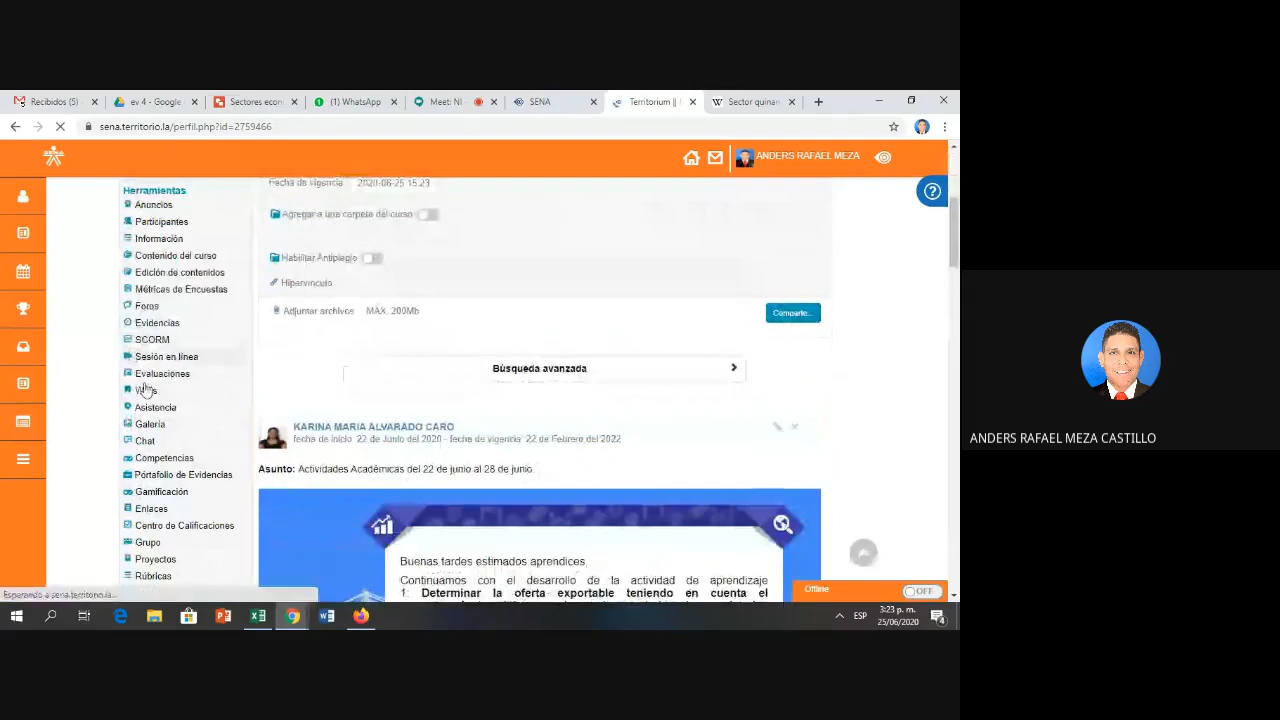 Recibidos (5)
ev 4 - Google
Sectores econ
(1) WhatsApp
Meet: NI
SENA
Territorium ||
Sector quinar
sena.territorio.la/perfil.php?id=2759466
ANDERS RAFAEL MEZA
Herramientas
Anuncios
Participantes
Información
Contenido del curso
Edición de contenidos
Métricas de Encuestas
Foros
Evidencias
SCORM
Sesión en línea
Evaluaciones
Asistencia
Galería
Chat
Competencias
Portafolio de Evidencias
Gamificación
Enlaces
Centro de Calificaciones
Grupo
Proyectos
Rúbricas
Fecha de vigencia 2020-06-25 15:23
Agregar a una carpeta del curso
Habilitar Antiplagio
Hipervínculo
Adjuntar archivos MÁX. 200Mb
Comparte...
Búsqueda avanzada
KARINA MARIA ALVARADO CARO
fecha de inicio 22 de Junio del 2020 - fecha de vigencia 22 de Febrero del 2022
Asunto: Actividades Académicas del 22 de junio al 28 de junio.
Buenas tardes estimados aprendices,
Continuamos con el desarrollo de la actividad de aprendizaje
1: Determinar la oferta exportable teniendo en cuenta el
Esperando a sena.territorio.la...
Offline
OFF
ESP
3:23 p. m.
25/06/2020
4
ANDERS RAFAEL MEZA CASTILLO